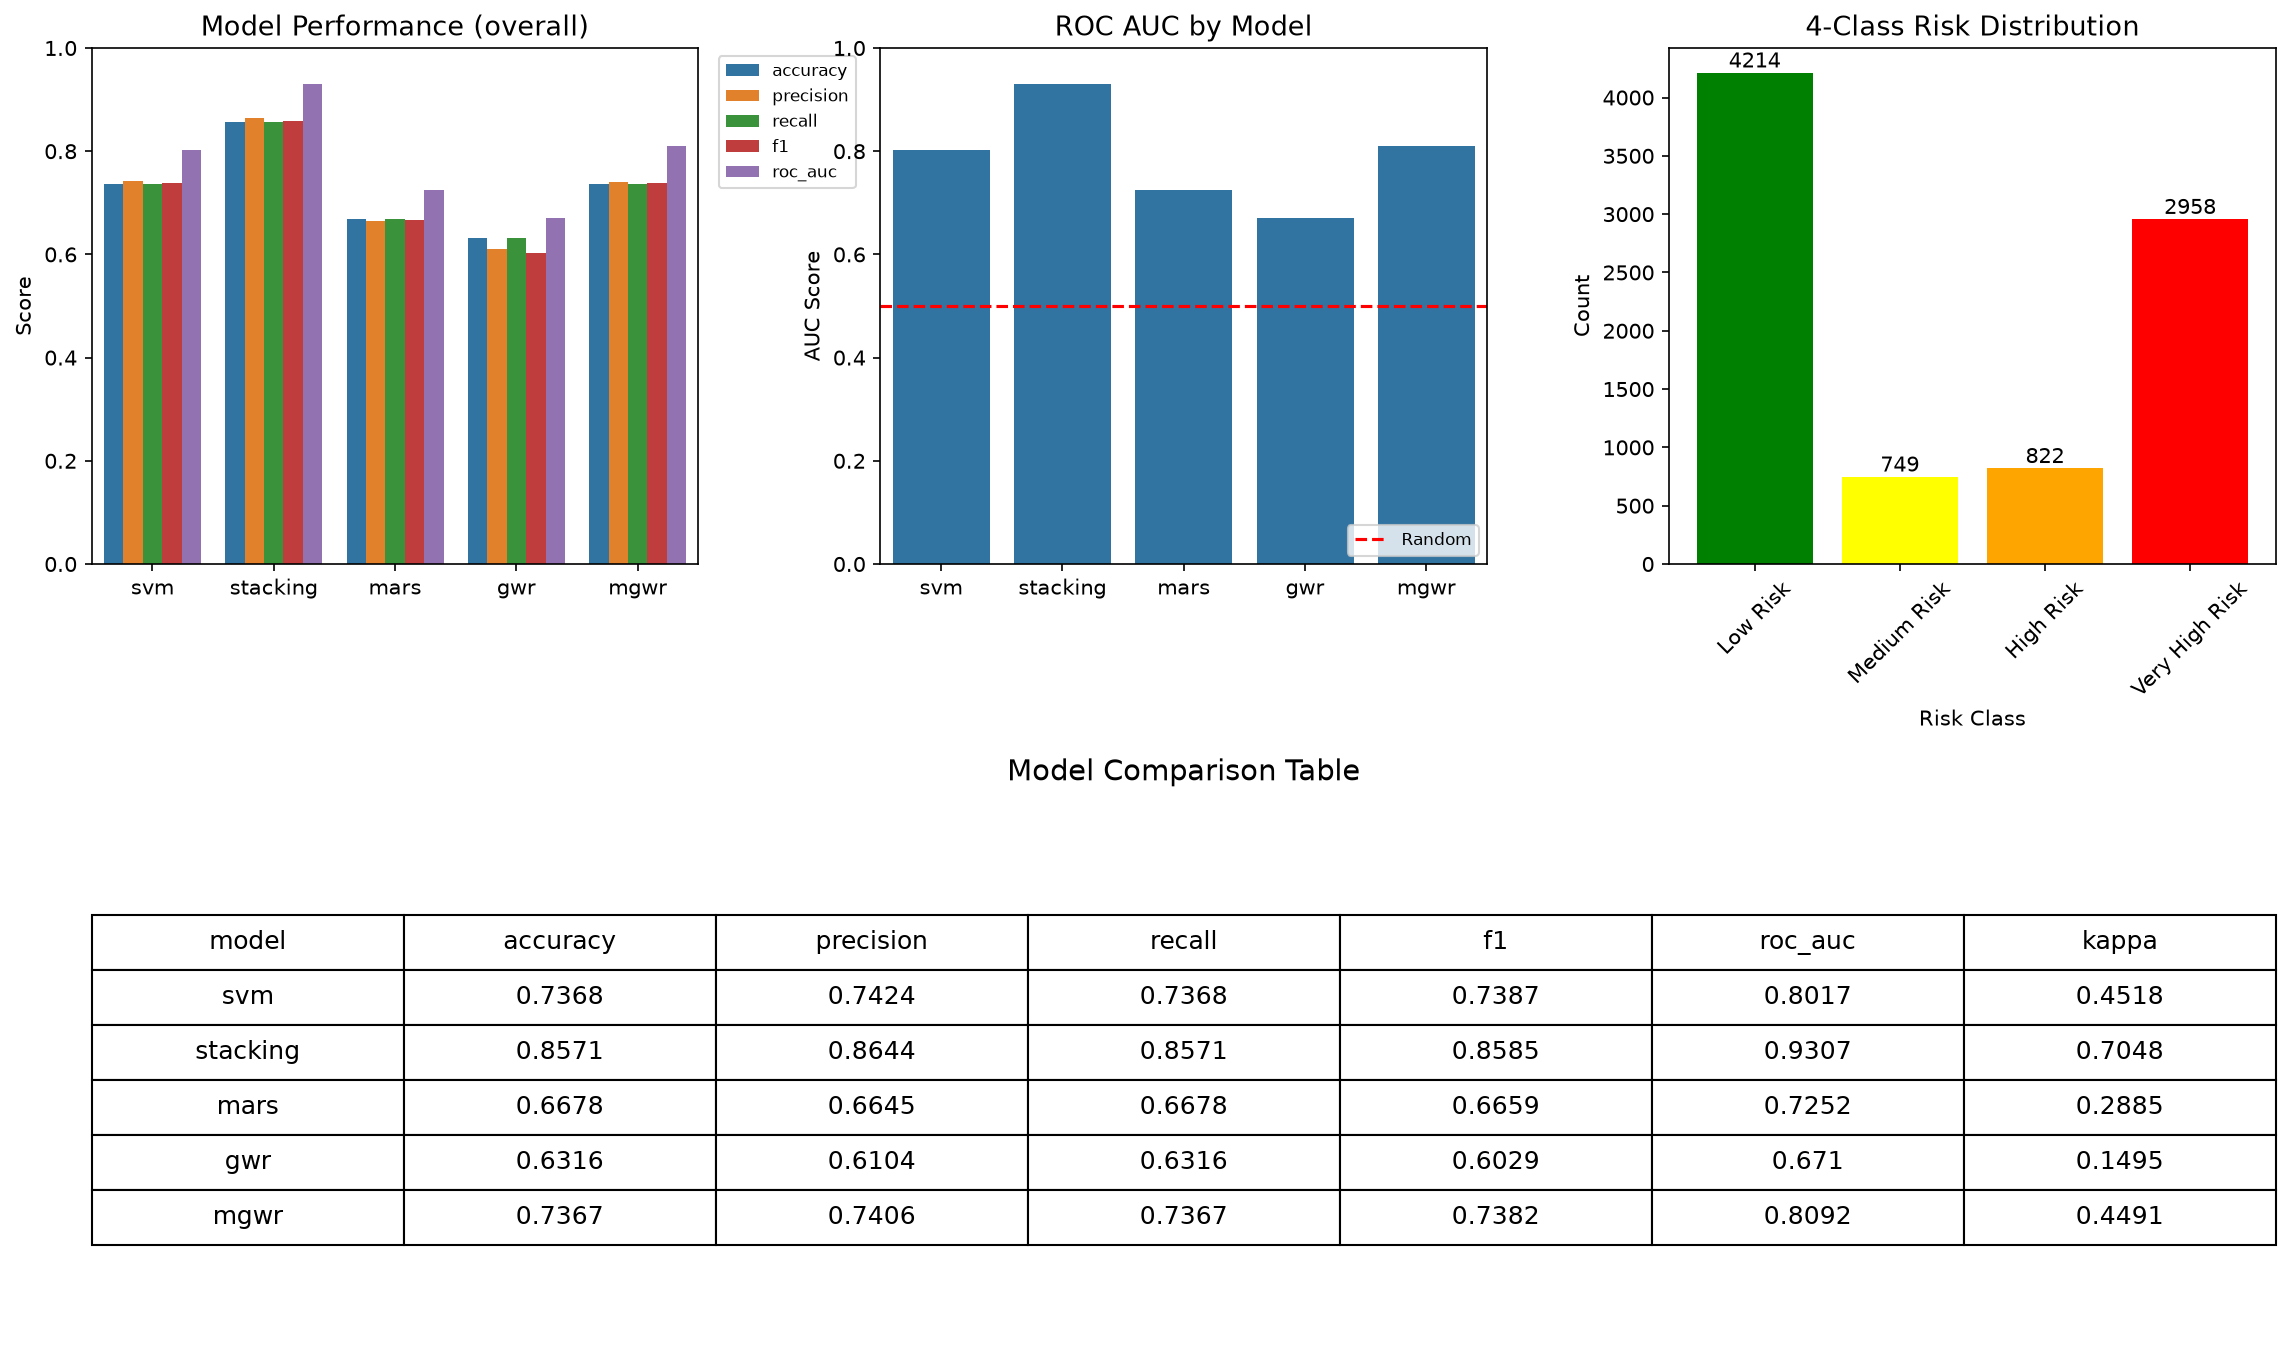 Model Performance (overall)
Score
1.0
0.8
0.6
0.4
0.2
0.0
svm stacking mars gwr mgwr
accuracy
precision
recall
f1
roc_auc
ROC AUC by Model
AUC Score
1.0
0.8
0.6
0.4
0.2
0.0
Random
svm stacking mars gwr mgwr
4-Class Risk Distribution
Count
4000
3500
3000
2500
2000
1500
1000
500
0
4214
749
822
2958
Low Risk
Medium Risk
High Risk
Very High Risk
Risk Class
Model Comparison Table
model accuracy precision recall f1 roc_auc kappa
svm 0.7368 0.7424 0.7368 0.7387 0.8017 0.4518
stacking 0.8571 0.8644 0.8571 0.8585 0.9307 0.7048
mars 0.6678 0.6645 0.6678 0.6659 0.7252 0.2885
gwr 0.6316 0.6104 0.6316 0.6029 0.671 0.1495
mgwr 0.7367 0.7406 0.7367 0.7382 0.8092 0.4491